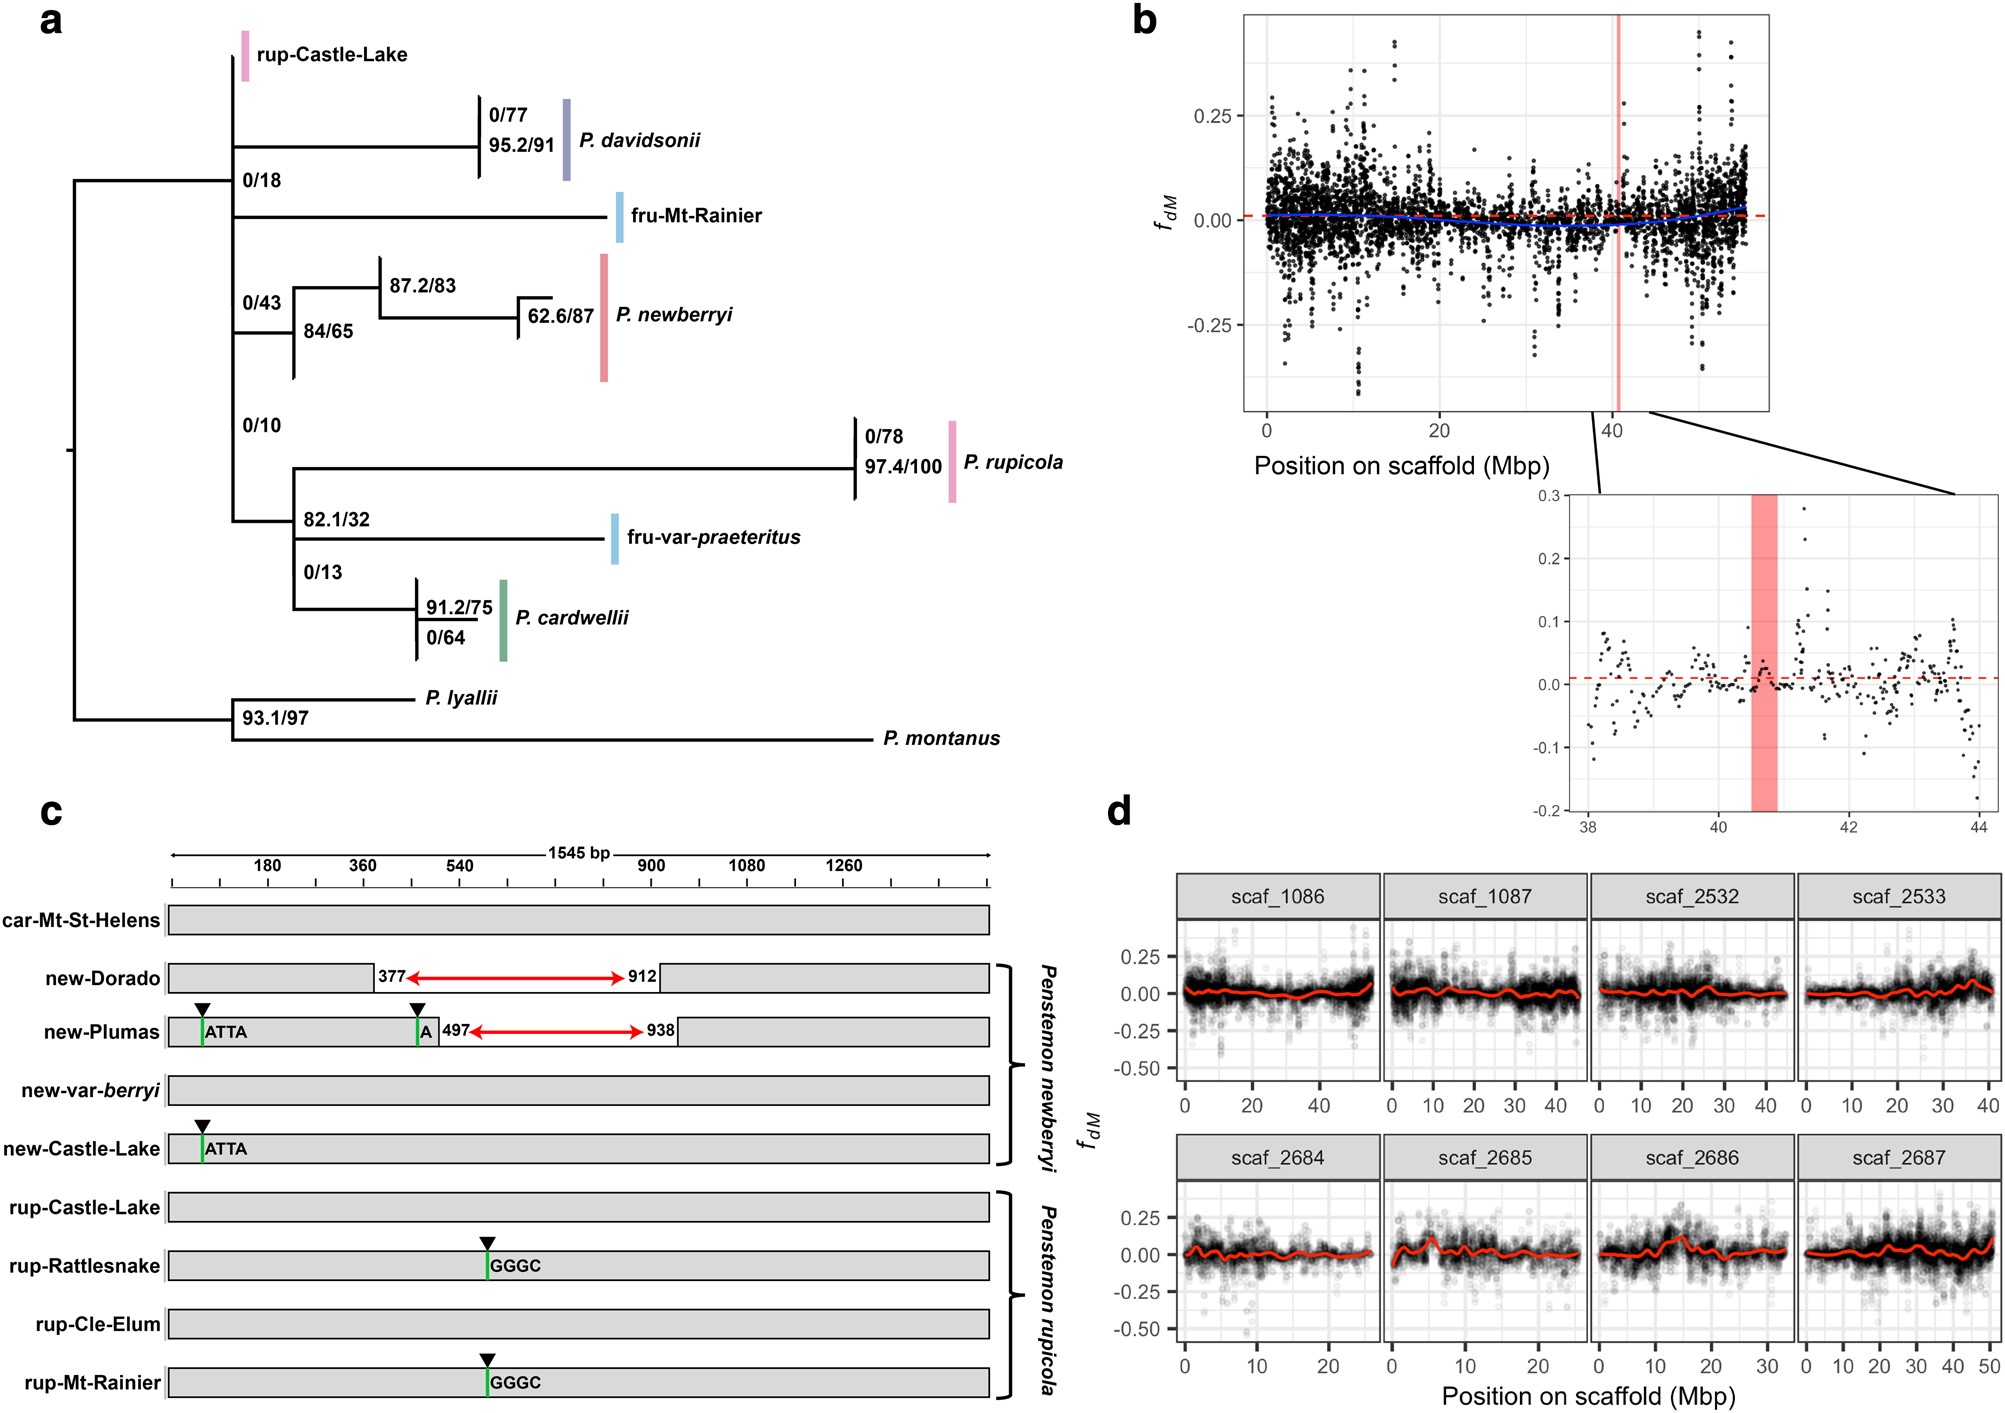 a
rup-Castle-Lake
0/77
95.2/91
P. davidsonii
0/18
fru-Mt-Rainier
0/43
87.2/83
84/65
62.6/87
P. newberryi
0/10
0/78
97.4/100
P. rupicola
82.1/32
fru-var-praeteritus
0/13
91.2/75
0/64
P. cardwellii
P. lyallii
93.1/97
P. montanus
b
0.25
0.00
-0.25
fdM
0 20 40
Position on scaffold (Mbp)
0.3
0.2
0.1
0.0
-0.1
-0.2
38 40 42 44
c
1545 bp
180 360 540 900 1080 1260
car-Mt-St-Helens
new-Dorado 377 912
new-Plumas ATTA A 497 938
new-var-berryi
new-Castle-Lake ATTA
Penstemon newberryi
rup-Castle-Lake
rup-Rattlesnake GGGC
rup-Cle-Elum
rup-Mt-Rainier GGGC
Penstemon rupicola
d
scaf_1086 scaf_1087 scaf_2532 scaf_2533
0.25
0.00
-0.25
-0.50
0 20 40 0 10 20 30 40 0 10 20 30 40 0 10 20 30 40
fdM
scaf_2684 scaf_2685 scaf_2686 scaf_2687
0.25
0.00
-0.25
-0.50
0 10 20 0 10 20 0 10 20 30 0 10 20 30 40 50
Position on scaffold (Mbp)